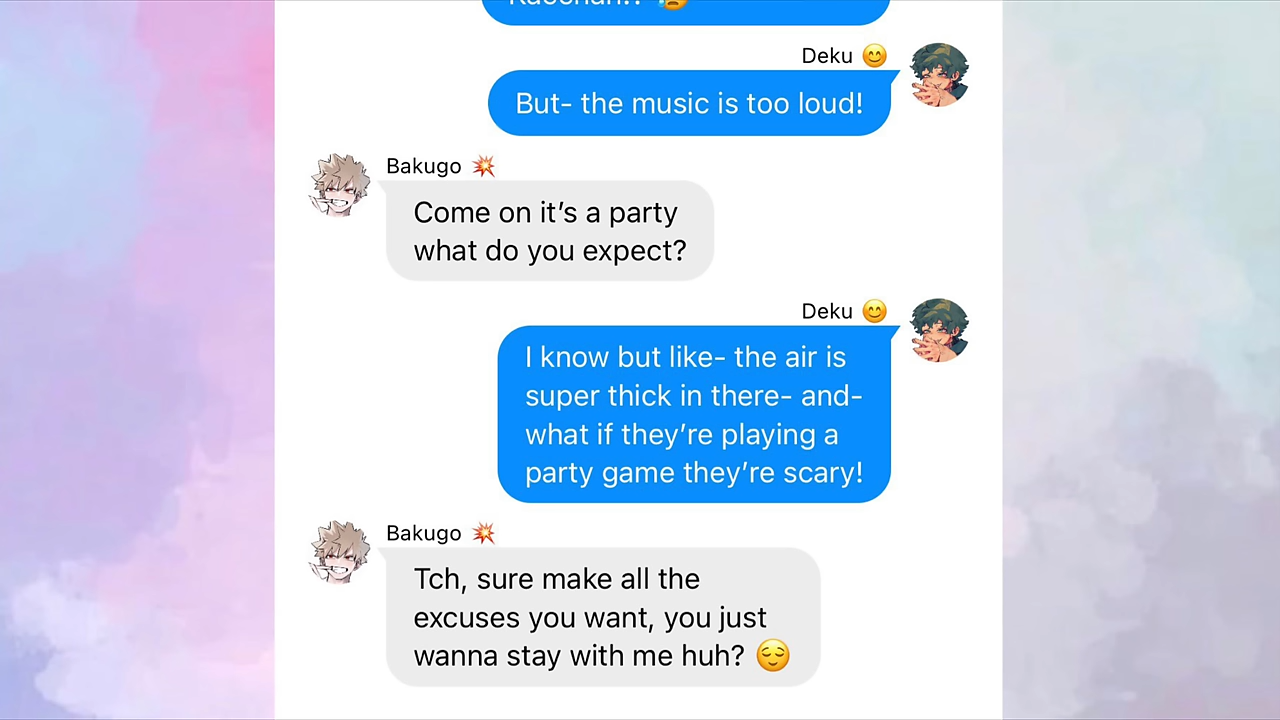 Deku 😊
But- the music is too loud!
Bakugo 💥
Come on it’s a party
what do you expect?
Deku 😊
I know but like- the air is
super thick in there- and-
what if they’re playing a
party game they’re scary!
Bakugo 💥
Tch, sure make all the
excuses you want, you just
wanna stay with me huh? 😌